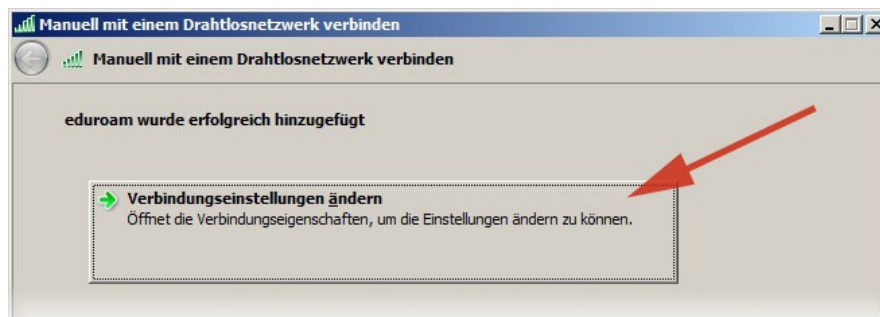 Manuell mit einem Drahtlosnetzwerk verbinden
Manuell mit einem Drahtlosnetzwerk verbinden
eduroam wurde erfolgreich hinzugefügt
Verbindungseinstellungen ändern
Öffnet die Verbindungseigenschaften, um die Einstellungen ändern zu können.